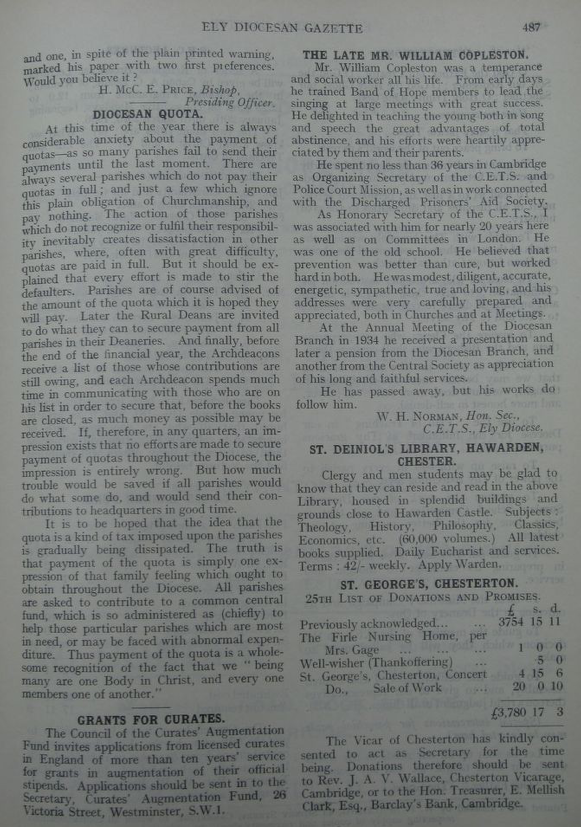 ELY DIOCESAN GAZETTE 487
and one, in spite of the plain printed warning,
marked his paper with two first preferences.
Would you believe it ?
H. McC. E. PRICE, Bishop,
Presiding Officer.
DIOCESAN QUOTA.
At this time of the year there is always
considerable anxiety about the payment of
quotas—as so many parishes fail to send their
payments until the last moment. There are
always several parishes which do not pay their
quotas in full ; and just a few which ignore
this plain obligation of Churchmanship, and
pay nothing. The action of those parishes
which do not recognize or fulfil their responsibil-
ity inevitably creates dissatisfaction in other
parishes, where, often with great difficulty,
quotas are paid in full. But it should be ex-
plained that every effort is made to stir the
defaulters. Parishes are of course advised of
the amount of the quota which it is hoped they
will pay. Later the Rural Deans are invited
to do what they can to secure payment from all
parishes in their Deaneries. And finally, before
the end of the financial year, the Archdeacons
receive a list of those whose contributions are
still owing, and each Archdeacon spends much
time in communicating with those who are on
his list in order to secure that, before the books
are closed, as much money as possible may be
received. If, therefore, in any quarters, an im-
pression exists that no efforts are made to secure
payment of quotas throughout the Diocese, the
impression is entirely wrong. But how much
trouble would be saved if all parishes would
do what some do, and would send their con-
tributions to headquarters in good time.
It is to be hoped that the idea that the
quota is a kind of tax imposed upon the parishes
is gradually being dissipated. The truth is
that payment of the quota is simply one ex-
pression of that family feeling which ought to
obtain throughout the Diocese. All parishes
are asked to contribute to a common central
fund, which is so administered as (chiefly) to
help those particular parishes which are most
in need, or may be faced with abnormal expen-
diture. Thus payment of the quota is a whole-
some recognition of the fact that we " being
many are one Body in Christ, and every one
members one of another."
GRANTS FOR CURATES.
The Council of the Curates' Augmentation
Fund invites applications from licensed curates
in England of more than ten years' service
for grants in augmentation of their official
stipends. Applications should be sent in to the
Secretary, Curates' Augmentation Fund, 26
Victoria Street, Westminster, S.W.1.
THE LATE MR. WILLIAM COPLESTON.
Mr. William Copleston was a temperance
and social worker all his life. From early days
he trained Band of Hope members to lead the
singing at large meetings with great success.
He delighted in teaching the young both in song
and speech the great advantages of total
abstinence, and his efforts were heartily appre-
ciated by them and their parents.
He spent no less than 36 years in Cambridge
as Organizing Secretary of the C.E.T.S. and
Police Court Mission, as well as in work connected
with the Discharged Prisoners' Aid Society.
As Honorary Secretary of the C.E.T.S., I
was associated with him for nearly 20 years here
as well as on Committees in London. He
was one of the old school. He believed that
prevention was better than cure, but worked
hard in both. He was modest, diligent, accurate,
energetic, sympathetic, true and loving, and his
addresses were very carefully prepared and
appreciated, both in Churches and at Meetings.
At the Annual Meeting of the Diocesan
Branch in 1934 he received a presentation and
later a pension from the Diocesan Branch, and
another from the Central Society as appreciation
of his long and faithful services.
He has passed away, but his works do
follow him.
W. H. NORMAN, Hon. Sec.,
C.E.T.S., Ely Diocese.
ST. DEINIOL'S LIBRARY, HAWARDEN,
CHESTER.
Clergy and men students may be glad to
know that they can reside and read in the above
Library, housed in splendid buildings and
grounds close to Hawarden Castle. Subjects :
Theology, History, Philosophy, Classics,
Economics, etc. (60,000 volumes.) All latest
books supplied. Daily Eucharist and services.
Terms : 42/- weekly. Apply Warden.
ST. GEORGE'S, CHESTERTON.
25TH LIST OF DONATIONS AND PROMISES.
£ s. d.
Previously acknowledged... ... 3754 15 11
The Firle Nursing Home, per
Mrs. Gage ... ... ... 1 0 0
Well-wisher (Thankoffering) ... 5 0
St. George's, Chesterton, Concert 4 15 6
Do., Sale of Work ... 20 0 10
£3,780 17 3
The Vicar of Chesterton has kindly con-
sented to act as Secretary for the time
being. Donations therefore should be sent
to Rev. J. A. V. Wallace, Chesterton Vicarage,
Cambridge, or to the Hon. Treasurer, E. Mellish
Clark, Esq., Barclay's Bank, Cambridge.